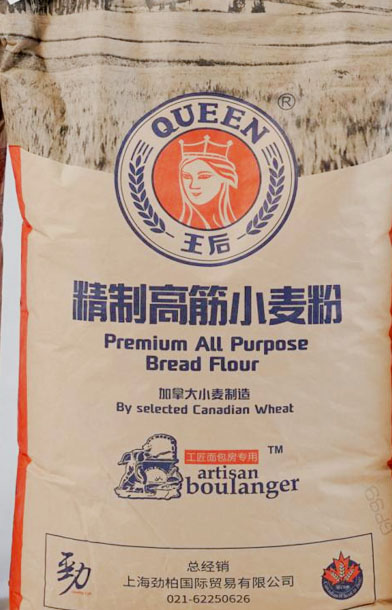 QUEEN
®
王后
精制高筋小麦粉
Premium All Purpose
Bread Flour
加拿大小麦制造
By selected Canadian Wheat
工匠面包房专用
TM
artisan
boulanger
劲
总经销
上海劲柏国际贸易有限公司
021-62250626